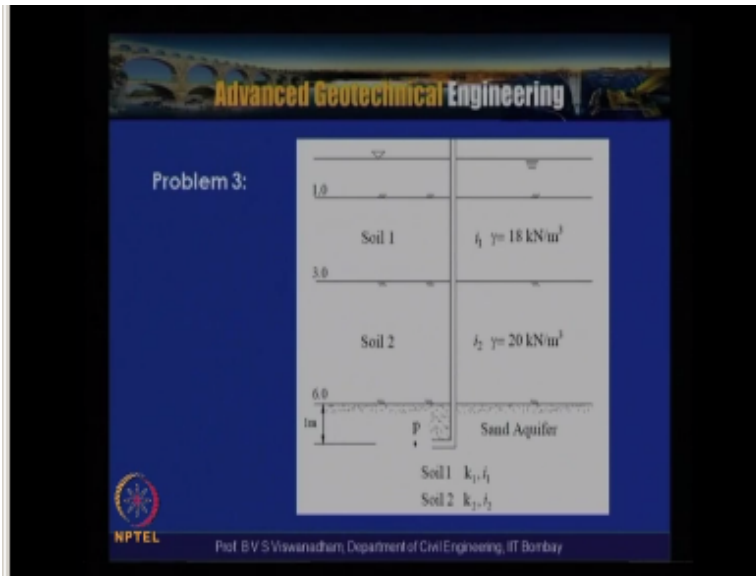 Advanced Geotechnical Engineering
Problem 3:
1.0
Soil 1 i₁ γ= 18 kN/m³
3.0
Soil 2 i₂ γ= 20 kN/m³
6.0
1m
P Sand Aquifer
Soil 1 k₁, i₁
Soil 2 k₂, i₂
NPTEL
Prof. B V S Viswanadham, Department of Civil Engineering, IIT Bombay